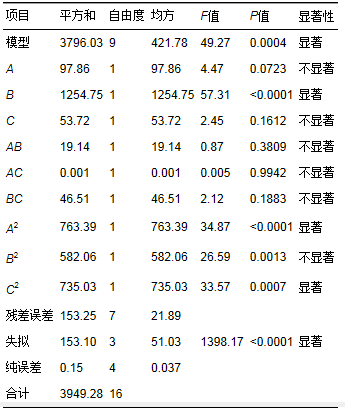 项目 平方和 自由度 均方 F值 P值 显著性
模型 3796.03 9 421.78 49.27 0.0004 显著
A 97.86 1 97.86 4.47 0.0723 不显著
B 1254.75 1 1254.75 57.31 <0.0001 显著
C 53.72 1 53.72 2.45 0.1612 不显著
AB 19.14 1 19.14 0.87 0.3809 不显著
AC 0.001 1 0.001 0.005 0.9942 不显著
BC 46.51 1 46.51 2.12 0.1883 不显著
A² 763.39 1 763.39 34.87 <0.0001 显著
B² 582.06 1 582.06 26.59 0.0013 不显著
C² 735.03 1 735.03 33.57 0.0007 显著
残差误差 153.25 7 21.89
失拟 153.10 3 51.03 1398.17 <0.0001 显著
纯误差 0.15 4 0.037
合计 3949.28 16